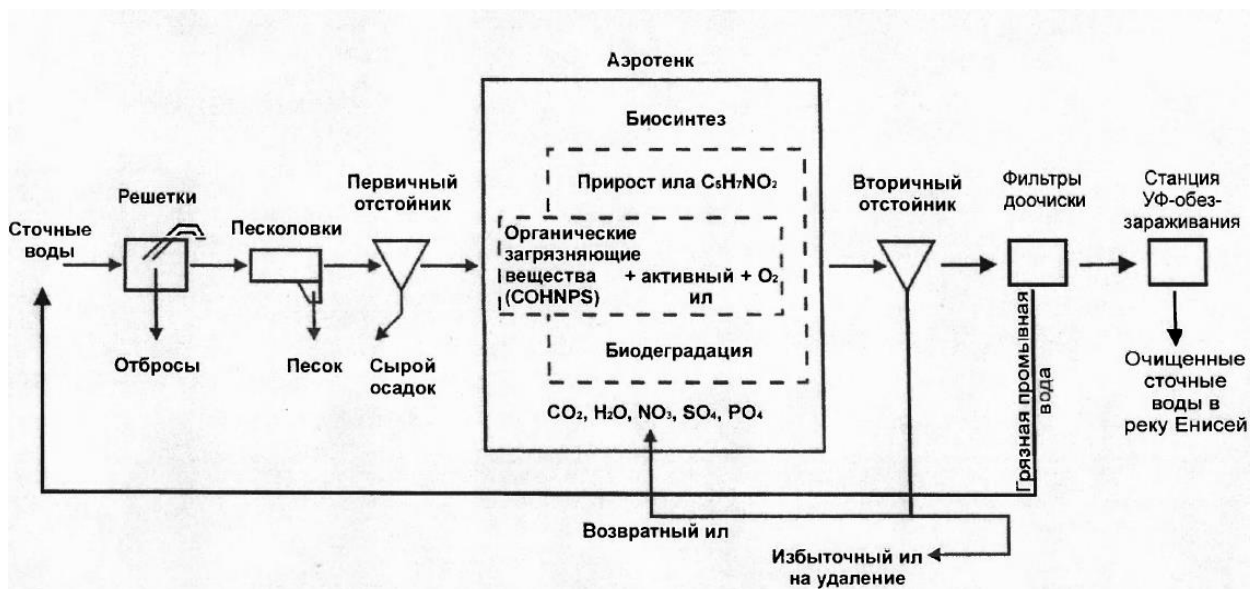 Аэротенк
Биосинтез
Прирост ила C₅H₇NO₂
Органические
загрязняющие
вещества + активный + O₂
(COHNPS) ил
Биодеградация
CO₂, H₂O, NO₃, SO₄, PO₄
Сточные
воды
Решетки
Отбросы
Песколовки
Песок
Первичный
отстойник
Сырой
осадок
Вторичный
отстойник
Фильтры
доочиски
Станция
УФ-обез-
зараживания
Грязная промывная
вода
Очищенные
сточные
воды в
реку Енисей
Возвратный ил
Избыточный ил
на удаление